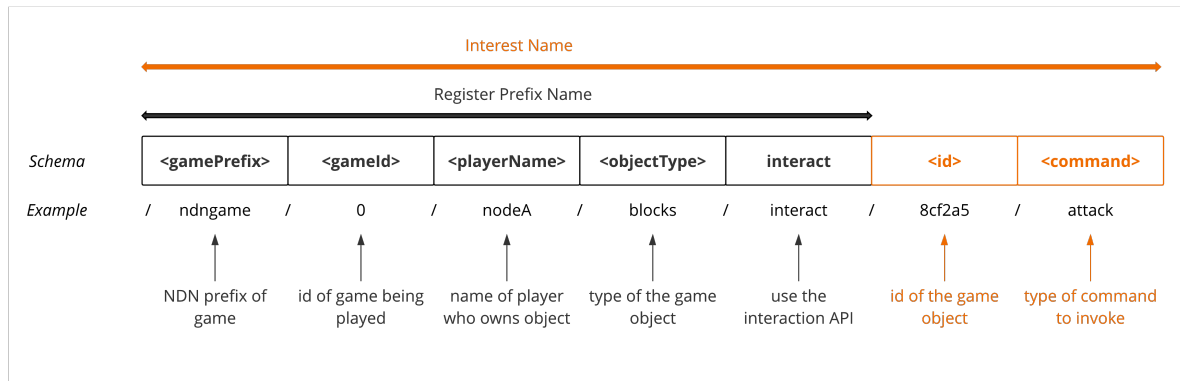 Interest Name
Register Prefix Name
Schema <gamePrefix> <gameId> <playerName> <objectType> interact <id> <command>
Example / ndngame / 0 / nodeA / blocks / interact / 8cf2a5 / attack
NDN prefix of game
id of game being played
name of player who owns object
type of the game object
use the interaction API
id of the game object
type of command to invoke